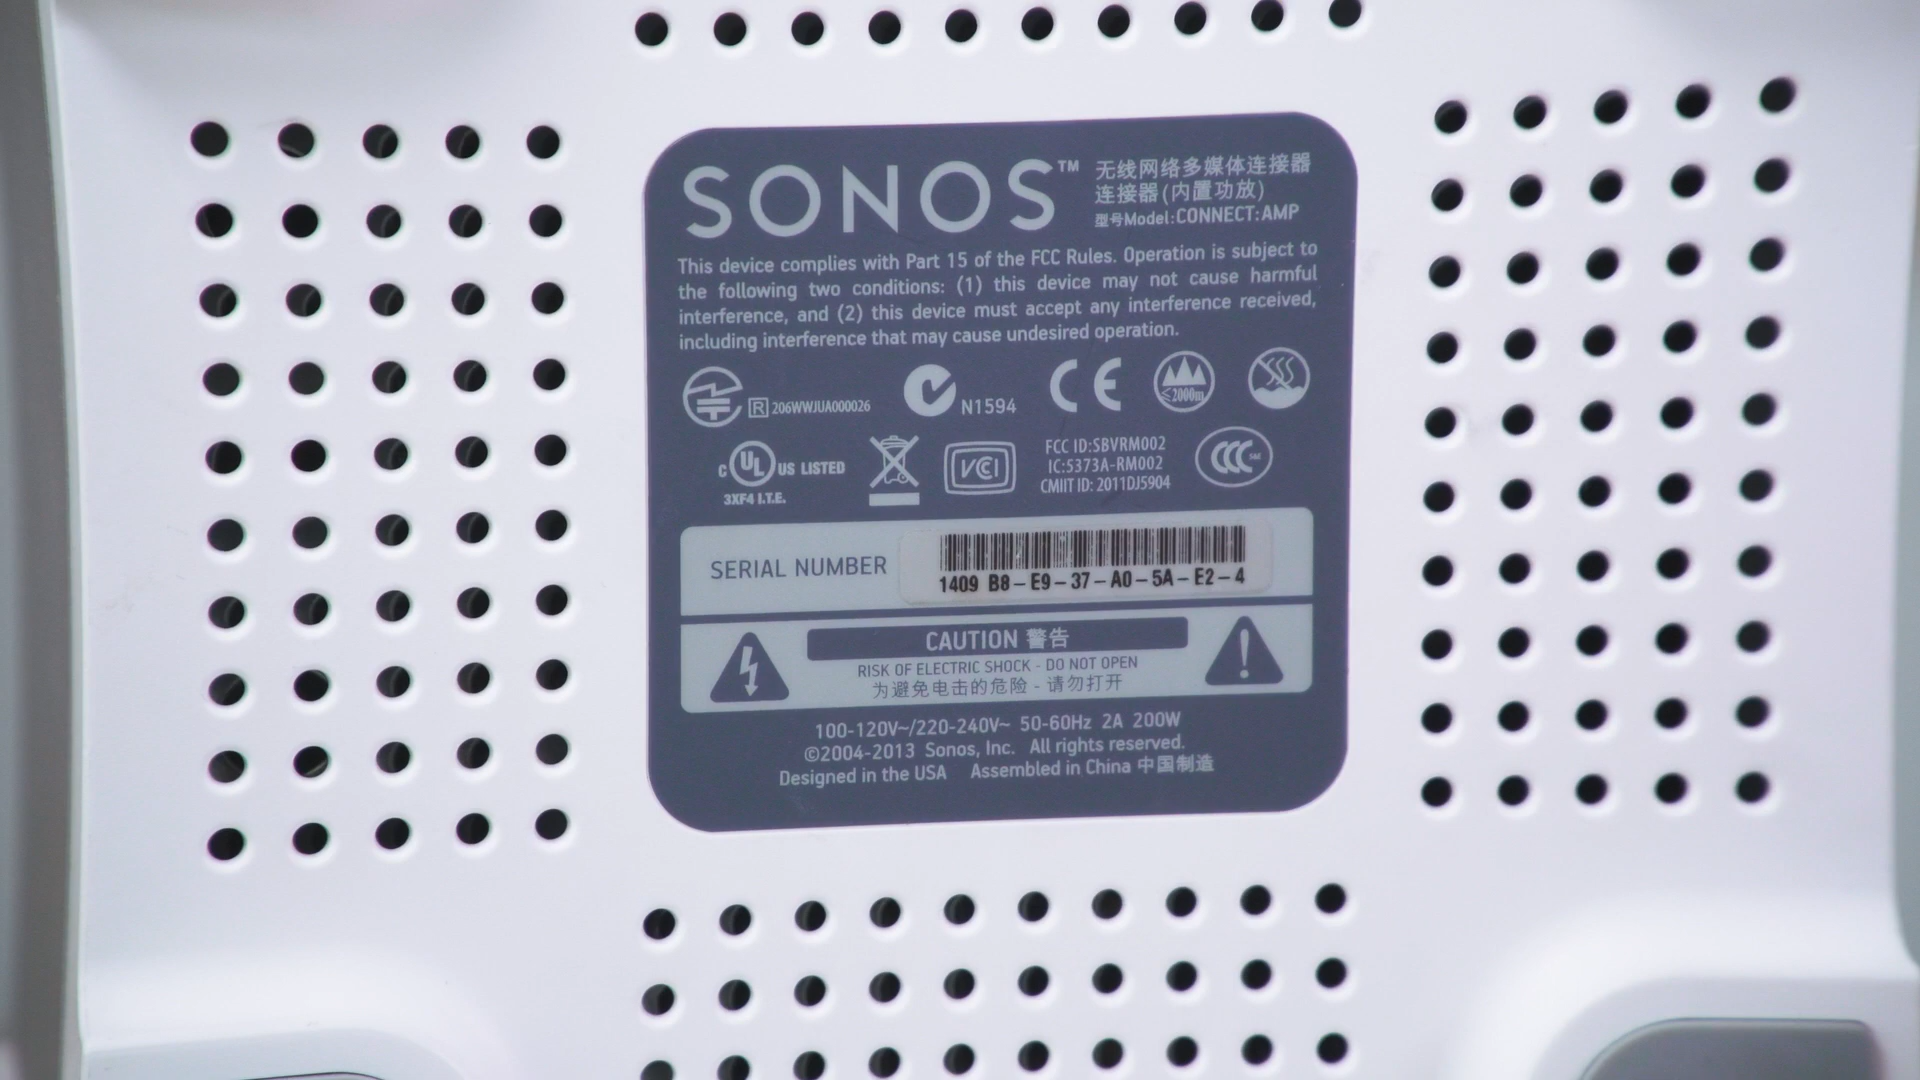 SONOS™
无线网络多媒体连接器
连接器(内置功放)
型号Model:CONNECT:AMP
This device complies with Part 15 of the FCC Rules. Operation is subject to
the following two conditions: (1) this device may not cause harmful
interference, and (2) this device must accept any interference received,
including interference that may cause undesired operation.
R 206WWJUA000026
N1594
CE
≤2000m
C UL US LISTED
3XF4 I.T.E.
VCI
FCC ID:SBVRM002
IC:5373A-RM002
CMIIT ID: 2011DJ5904
CCC S&E
SERIAL NUMBER
1409 B8-E9-37-A0-5A-E2-4
CAUTION 警告
RISK OF ELECTRIC SHOCK - DO NOT OPEN
为避免电击的危险 - 请勿打开
100-120V~/220-240V~ 50-60Hz 2A 200W
©2004-2013 Sonos, Inc. All rights reserved.
Designed in the USA Assembled in China 中国制造